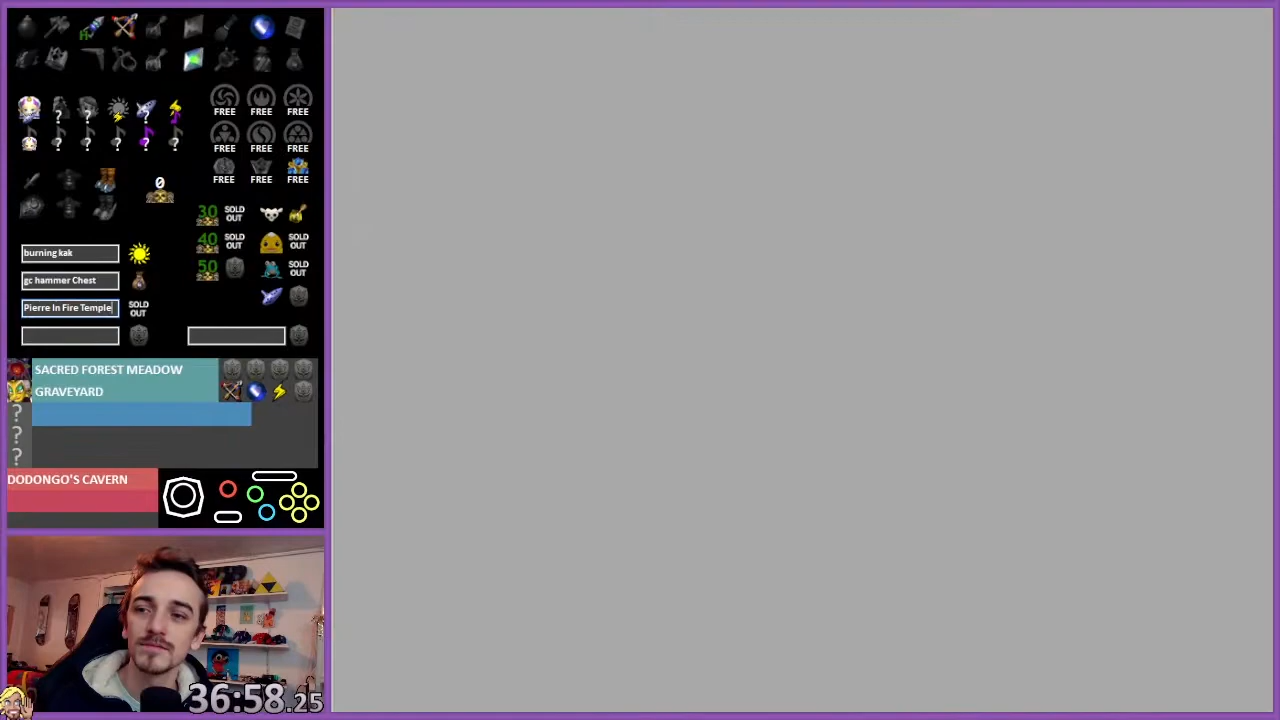 FREE FREE FREE
? ? ? ?
FREE FREE FREE
? ? ? ? ?
FREE FREE FREE
0
30 SOLD OUT
40 SOLD OUT
50 SOLD OUT
burning kak
gc hammer Chest
Pierre In Fire Temple
SOLD OUT
SACRED FOREST MEADOW
GRAVEYARD
?
?
?
DODONGO'S CAVERN
36:58.25